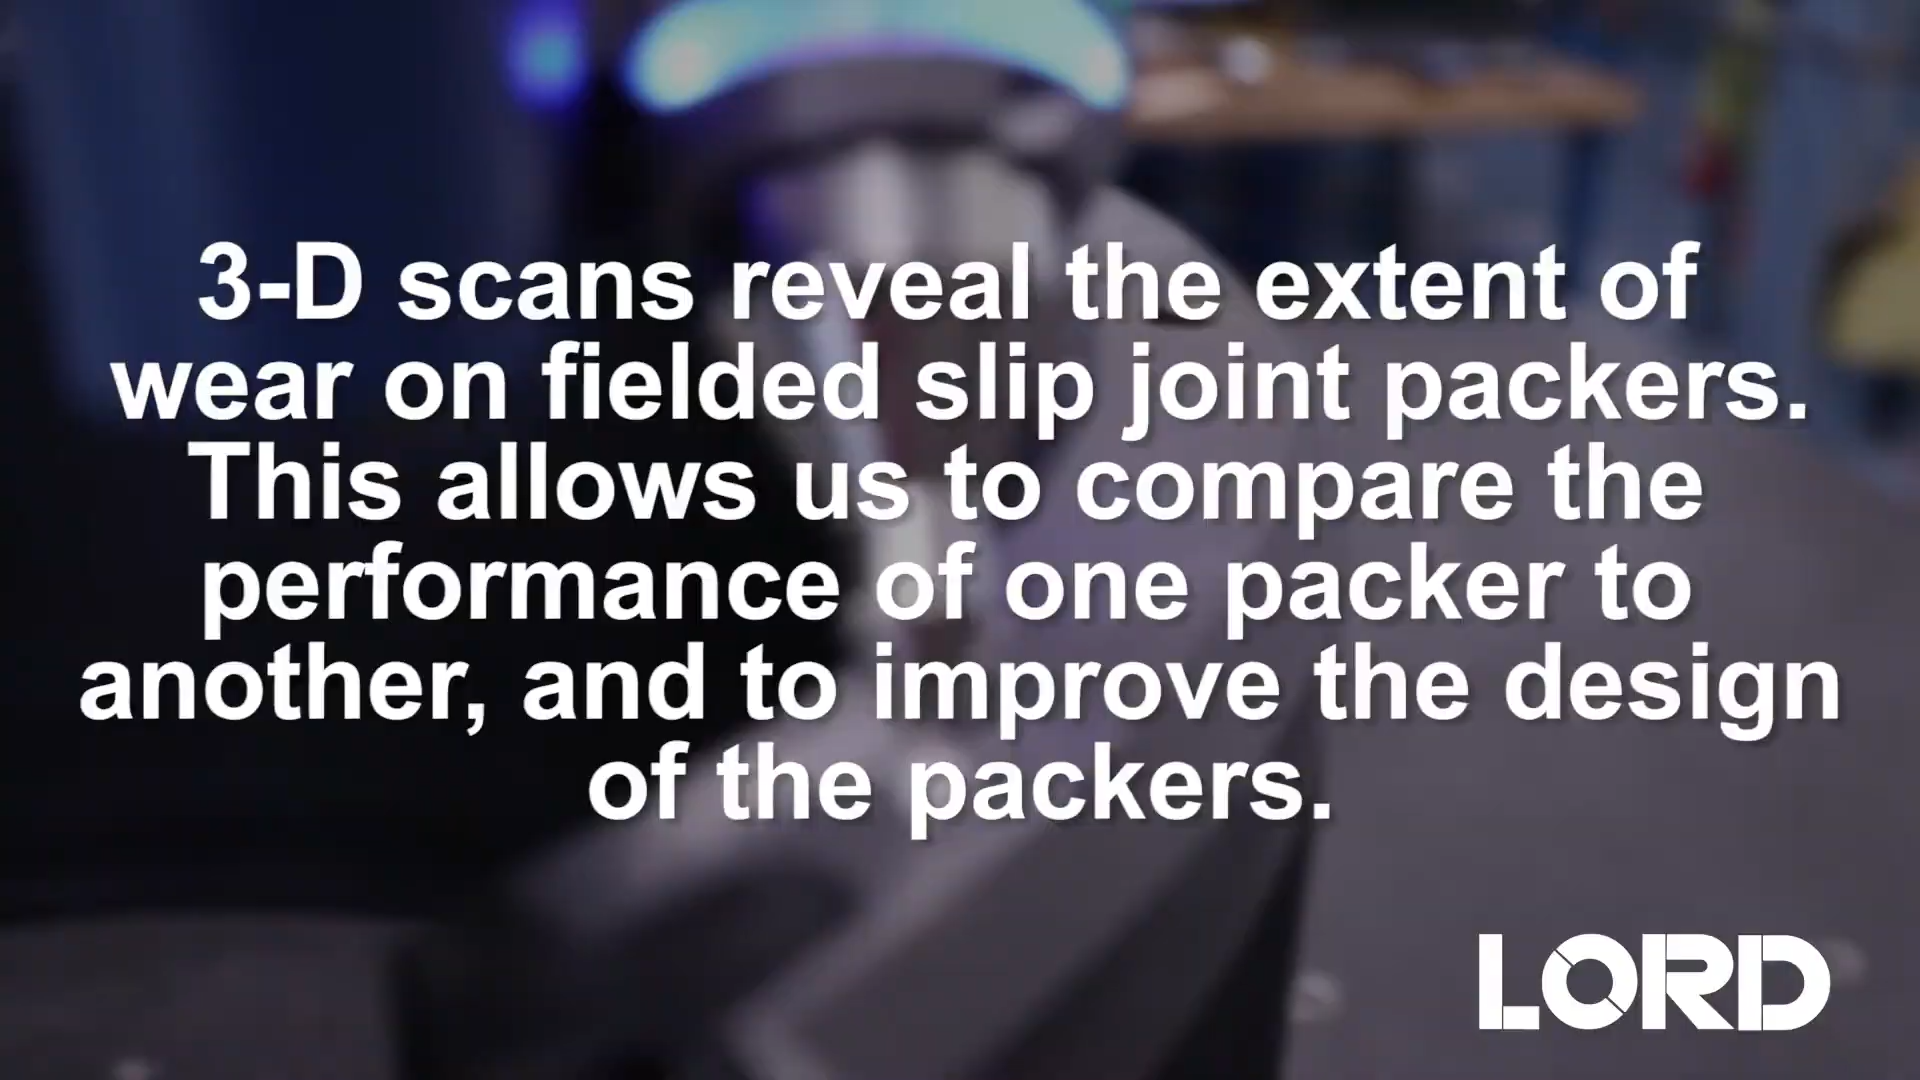 3-D scans reveal the extent of
wear on fielded slip joint packers.
This allows us to compare the
performance of one packer to
another, and to improve the design
of the packers.
LORD